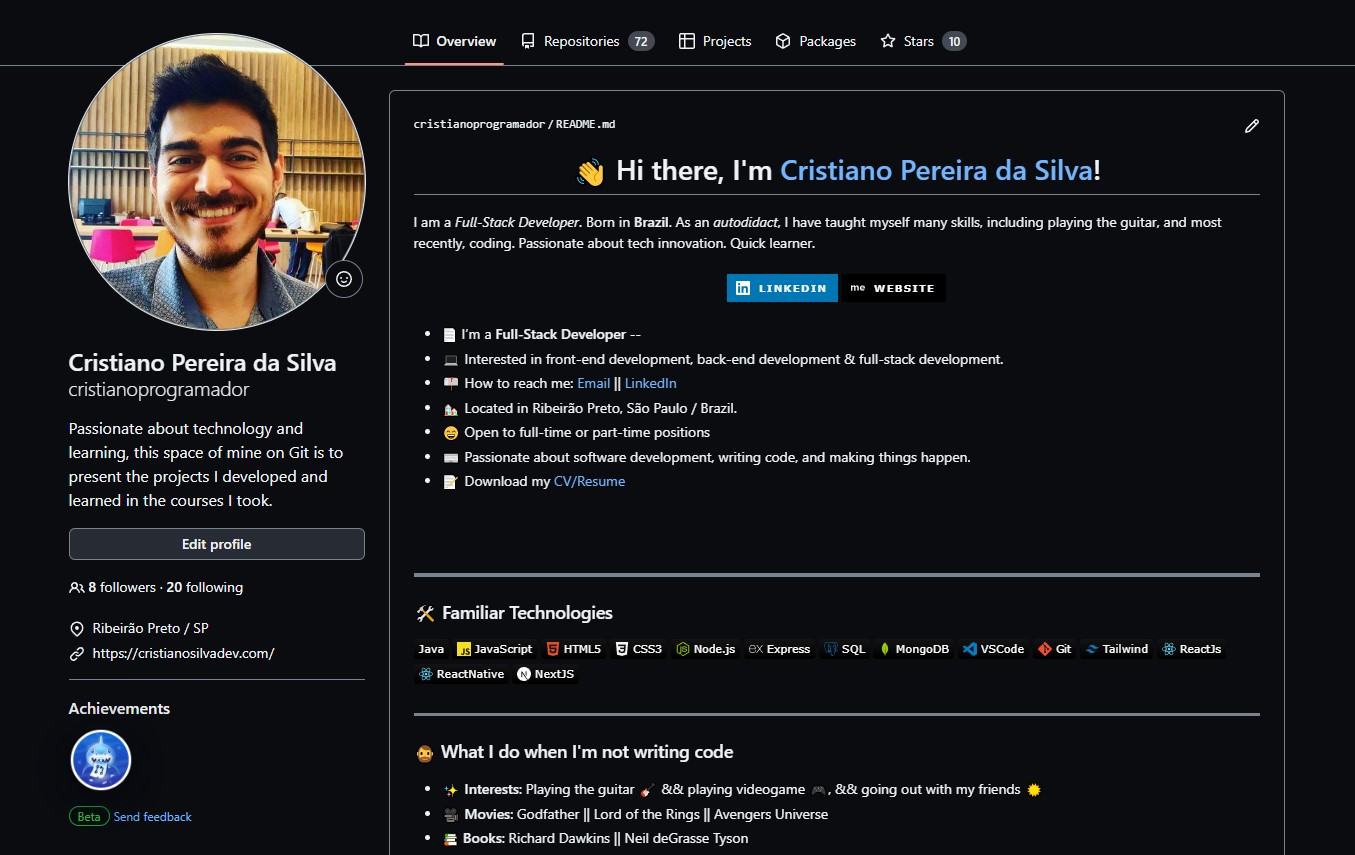 Overview Repositories 72 Projects Packages Stars 10
cristianoprogramador / README.md
👋 Hi there, I'm Cristiano Pereira da Silva!
I am a Full-Stack Developer. Born in Brazil. As an autodidact, I have taught myself many skills, including playing the guitar, and most
recently, coding. Passionate about tech innovation. Quick learner.
in LINKEDIN me WEBSITE
I'm a Full-Stack Developer --
Interested in front-end development, back-end development & full-stack development.
How to reach me: Email || LinkedIn
Located in Ribeirão Preto, São Paulo / Brazil.
Open to full-time or part-time positions
Passionate about software development, writing code, and making things happen.
Download my CV/Resume
Cristiano Pereira da Silva
cristianoprogramador
Passionate about technology and
learning, this space of mine on Git is to
present the projects I developed and
learned in the courses I took.
Edit profile
8 followers · 20 following
Ribeirão Preto / SP
https://cristianosilvadev.com/
Achievements
Beta Send feedback
Familiar Technologies
Java JS JavaScript HTML5 CSS3 Node.js ex Express SQL MongoDB VSCode Git Tailwind ReactJs
ReactNative N NextJS
What I do when I'm not writing code
Interests: Playing the guitar 🎸 && playing videogame 🎮, && going out with my friends 🌞
Movies: Godfather || Lord of the Rings || Avengers Universe
Books: Richard Dawkins || Neil deGrasse Tyson